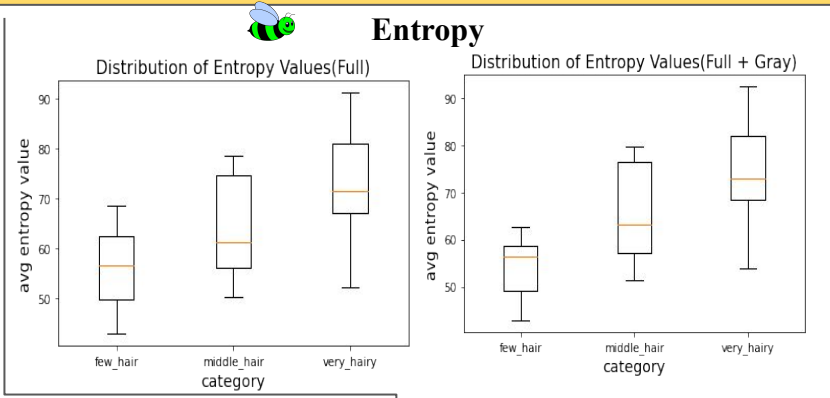 Entropy
Distribution of Entropy Values(Full)
avg entropy value
90
80
70
60
50
few_hair middle_hair very_hairy
category
Distribution of Entropy Values(Full + Gray)
avg entropy value
90
80
70
60
50
few_hair middle_hair very_hairy
category